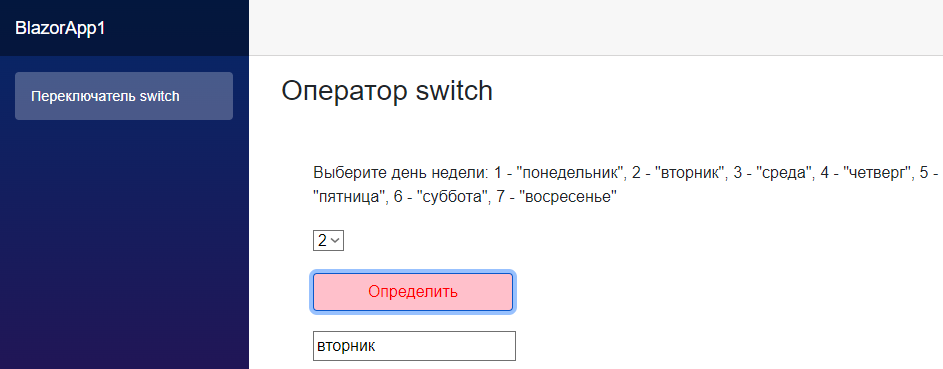 BlazorApp1
Переключатель switch
Оператор switch
Выберите день недели: 1 - "понедельник", 2 - "вторник", 3 - "среда", 4 - "четверг", 5 -
"пятница", 6 - "суббота", 7 - "восресенье"
2
Определить
вторник